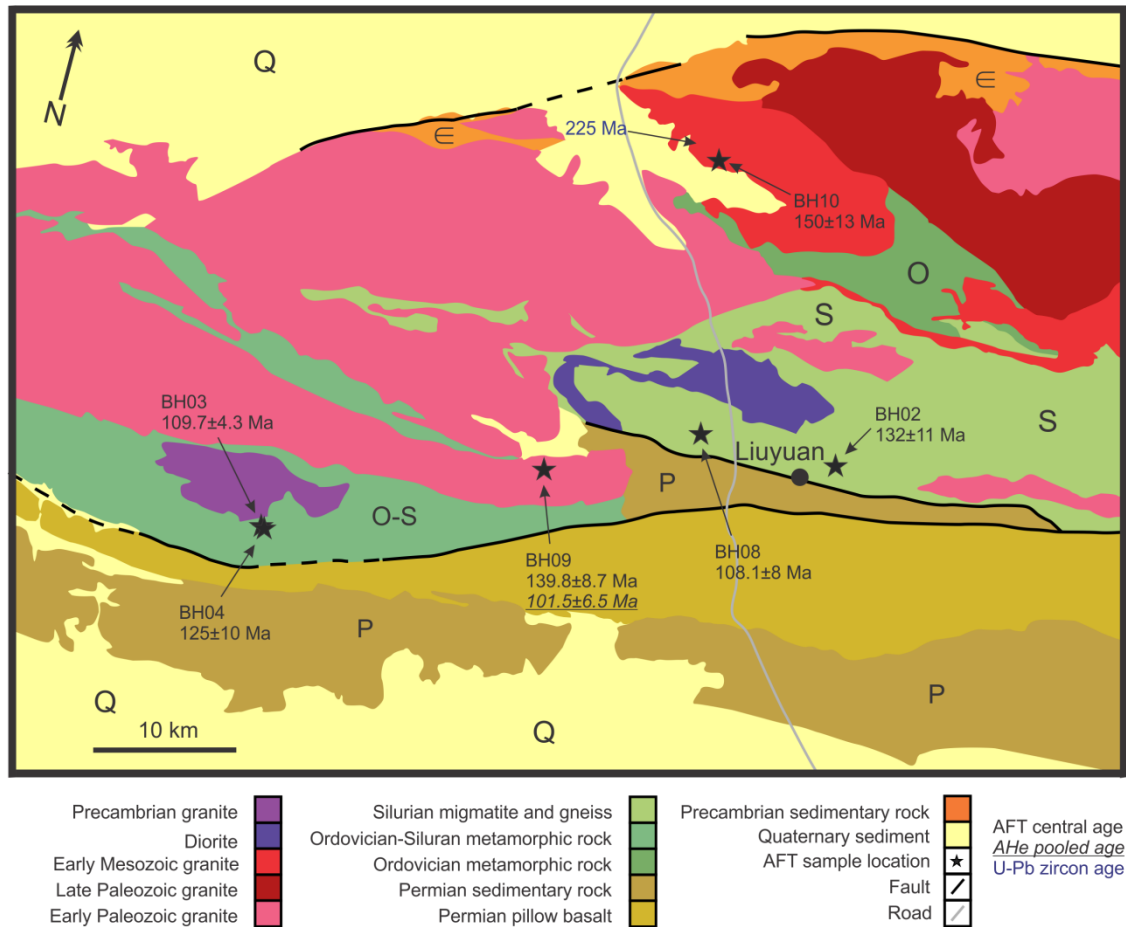 N
Q
∈
∈
225 Ma
BH10
150±13 Ma
O
S
BH03
109.7±4.3 Ma
BH02
132±11 Ma
S
Liuyuan
P
O-S
BH09
139.8±8.7 Ma
101.5±6.5 Ma
BH08
108.1±8 Ma
BH04
125±10 Ma
P
P
Q
Q
10 km
Precambrian granite
Diorite
Early Mesozoic granite
Late Paleozoic granite
Early Paleozoic granite
Silurian migmatite and gneiss
Ordovician-Siluran metamorphic rock
Ordovician metamorphic rock
Permian sedimentary rock
Permian pillow basalt
Precambrian sedimentary rock
Quaternary sediment
AFT sample location
Fault
Road
AFT central age
AHe pooled age
U-Pb zircon age